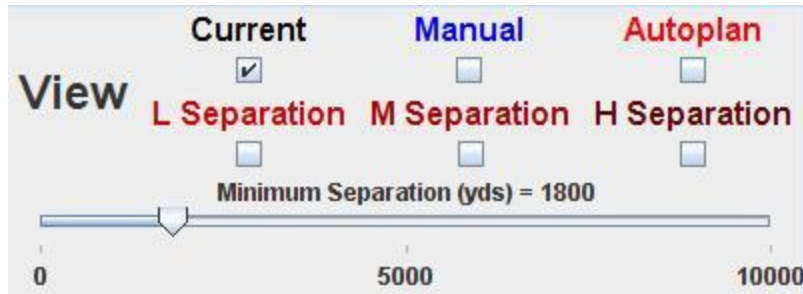 Current Manual Autoplan
View
L Separation M Separation H Separation
Minimum Separation (yds) = 1800
0 5000 10000